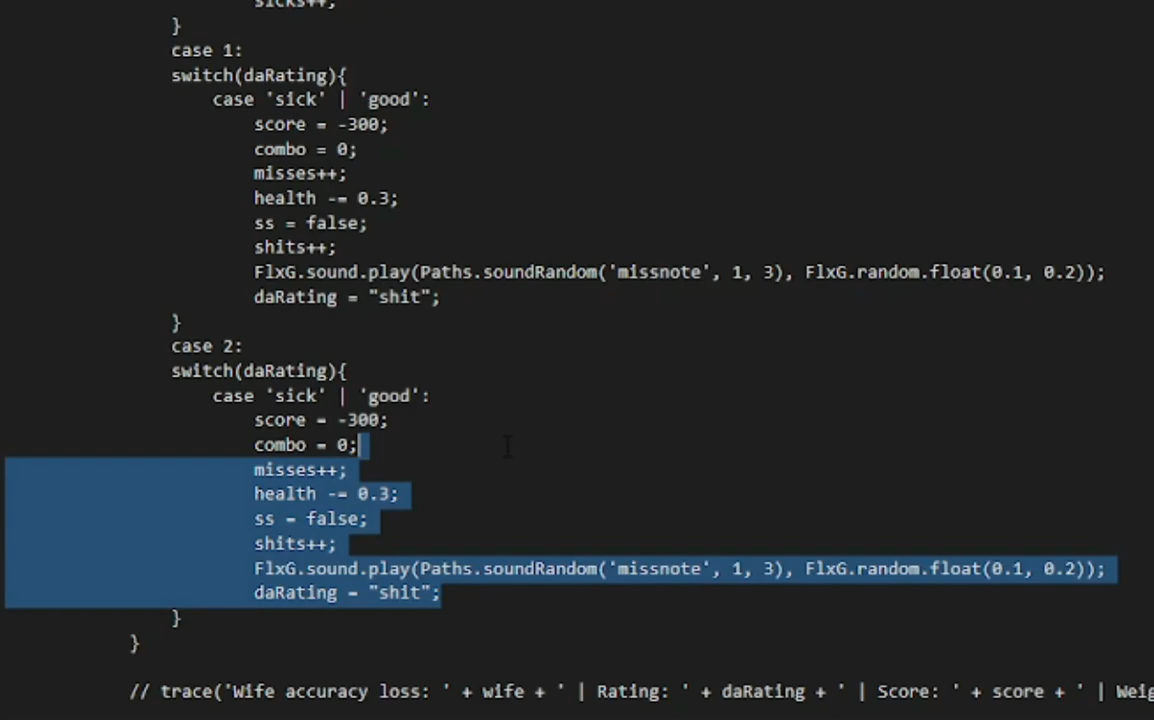 sicks++;
}
case 1:
switch(daRating){
case 'sick' | 'good':
score = -300;
combo = 0;
misses++;
health -= 0.3;
ss = false;
shits++;
FlxG.sound.play(Paths.soundRandom('missnote', 1, 3), FlxG.random.float(0.1, 0.2));
daRating = "shit";
}
case 2:
switch(daRating){
case 'sick' | 'good':
score = -300;
combo = 0;
misses++;
health -= 0.3;
ss = false;
shits++;
FlxG.sound.play(Paths.soundRandom('missnote', 1, 3), FlxG.random.float(0.1, 0.2));
daRating = "shit";
}
}
// trace('Wife accuracy loss: ' + wife + ' | Rating: ' + daRating + ' | Score: ' + score + ' | Weig